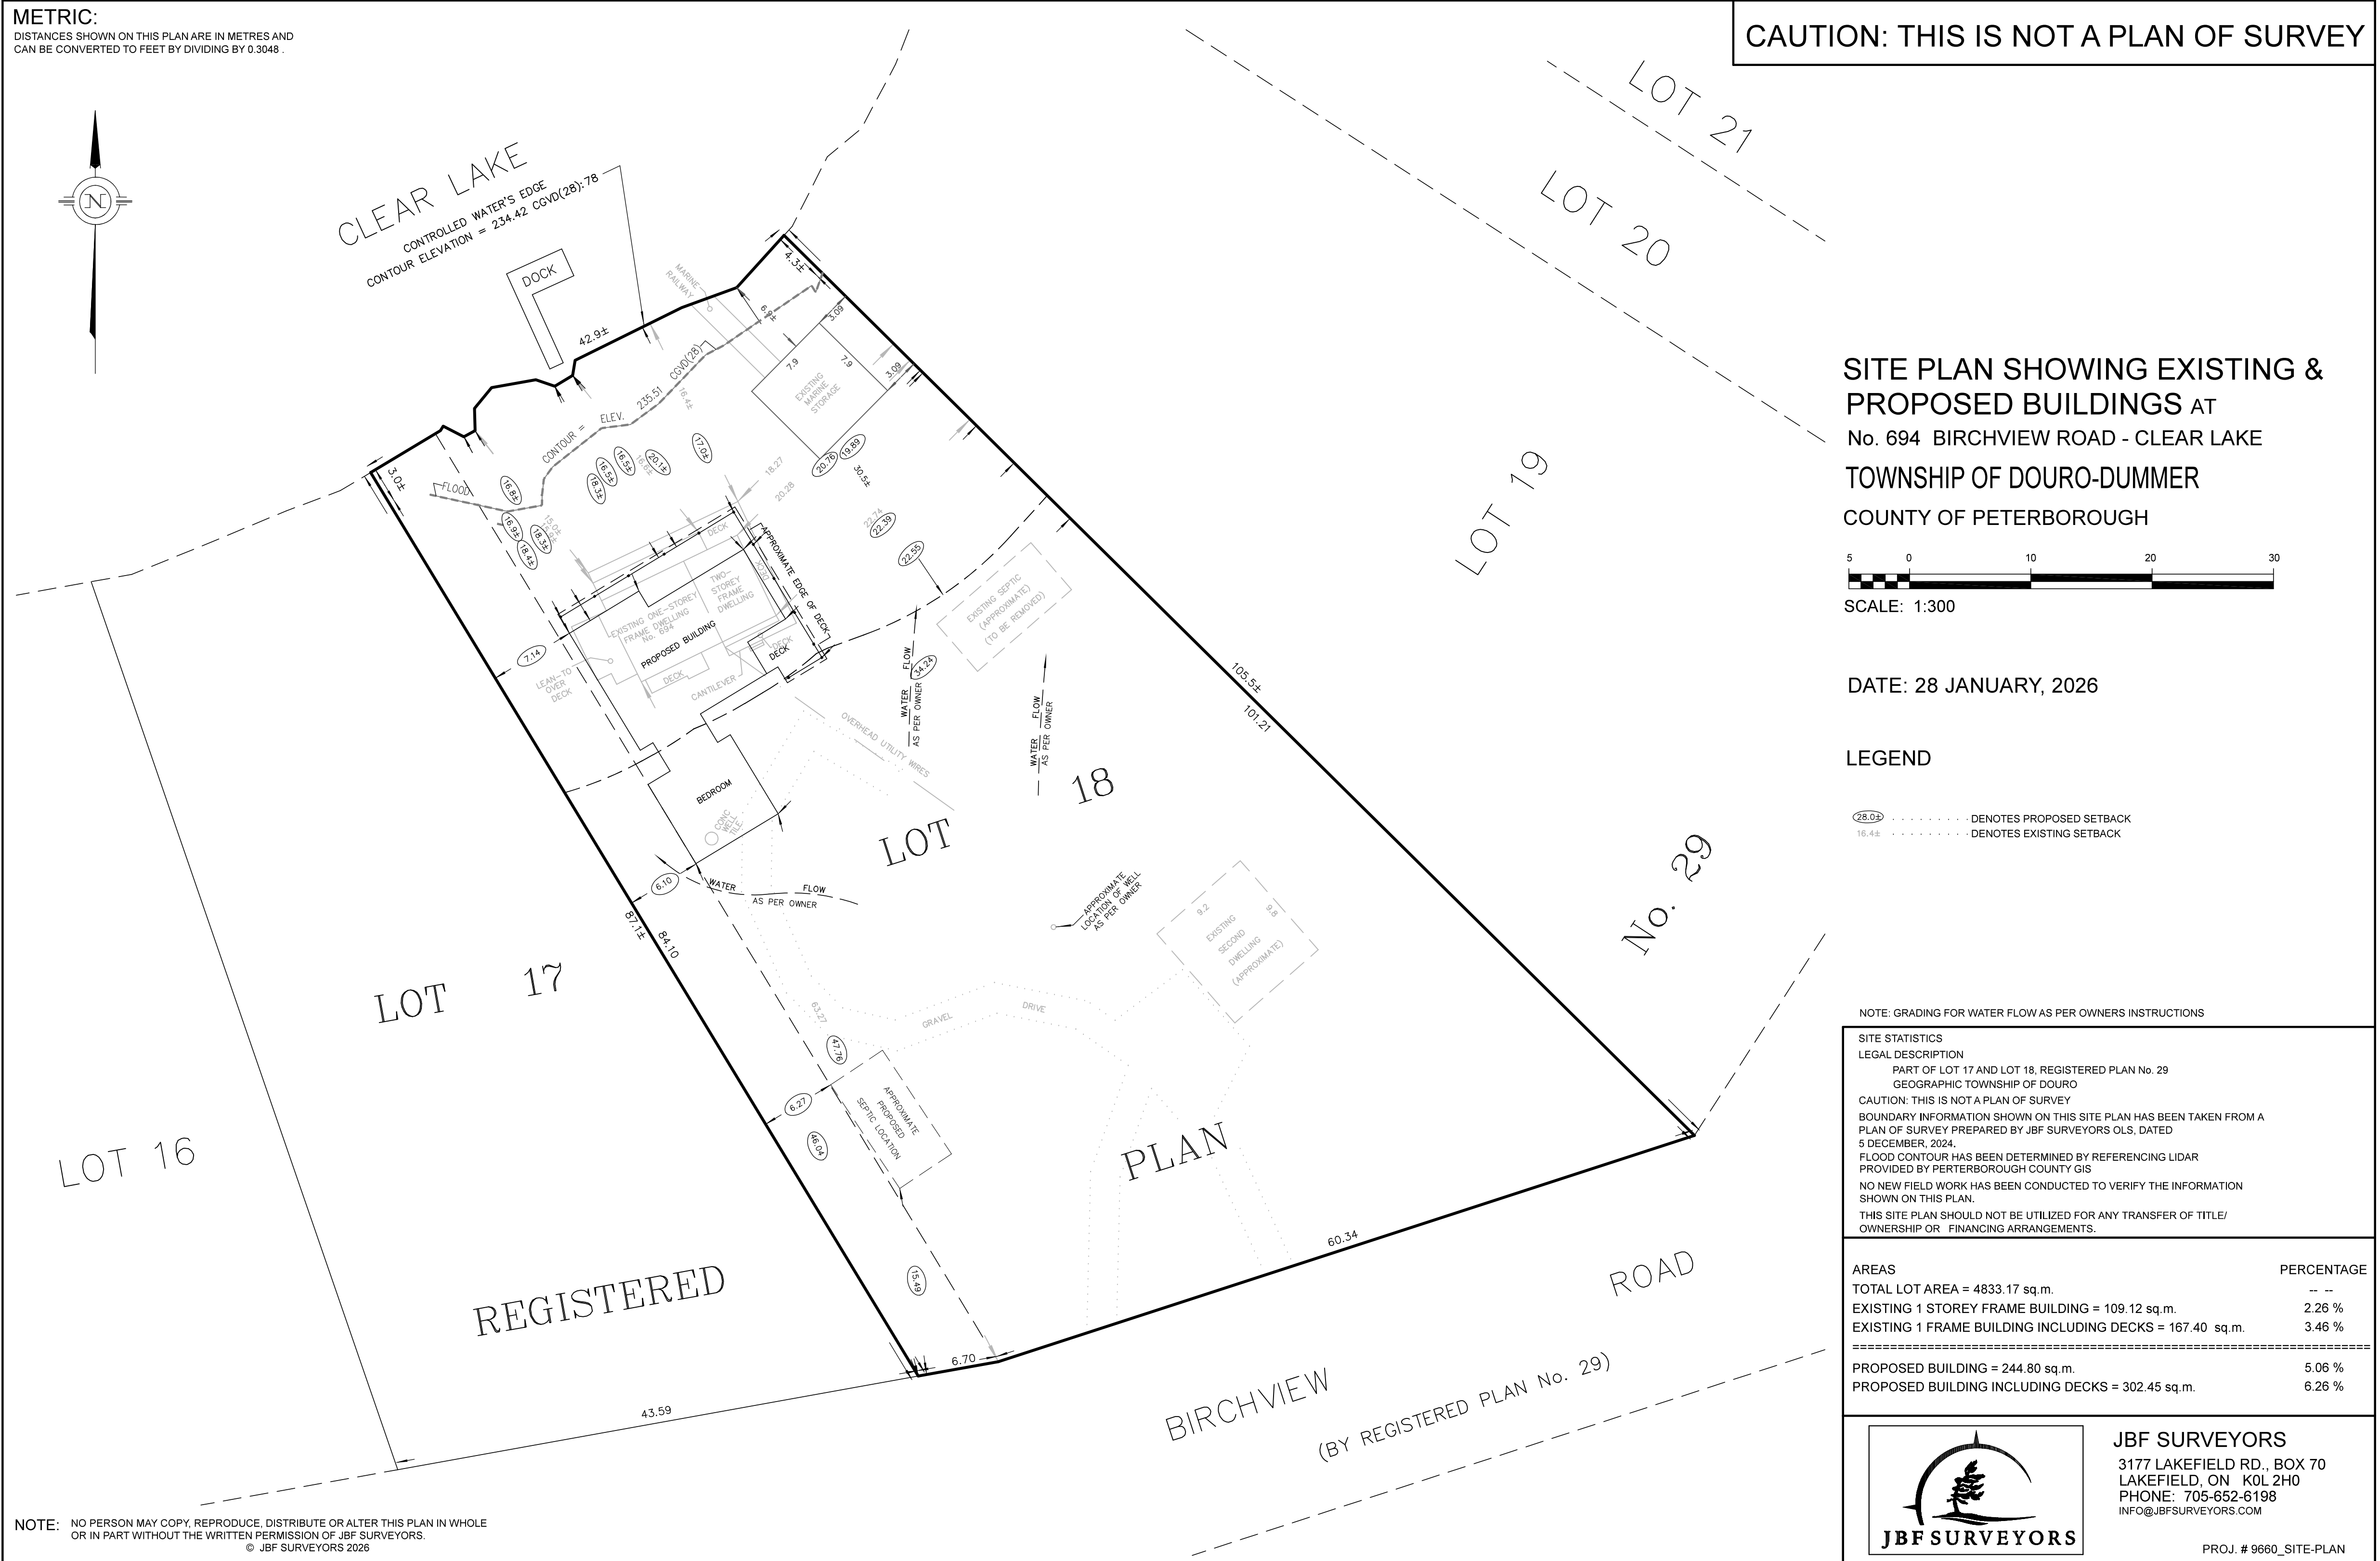 METRIC:
DISTANCES SHOWN ON THIS PLAN ARE IN METRES AND
CAN BE CONVERTED TO FEET BY DIVIDING BY 0.3048 .
CAUTION: THIS IS NOT A PLAN OF SURVEY
N
CLEAR LAKE
CONTROLLED WATER'S EDGE
CONTOUR ELEVATION = 234.42 CGVD(28):78
DOCK
MARINE
RAILWAY
LOT 21
LOT 20
LOT 19
No. 29
4.3±
6.9±
3.09
42.9±
7.9
7.9
3.09
EXISTING
MARINE
STORAGE
CONTOUR = ELEV. 235.51 CGVD(28)
16.4±
FLOOD
3.0±
16.8±
16.9±
18.4±
18.3±
15.0±
18.3±
16.5±
16.5±
20.1±
16.6±
17.0±
18.27
20.28
20.76
19.89
30.5±
22.74
22.39
22.55
DECK
DECK
APPROXIMATE EDGE OF DECK
TWO-
STOREY
FRAME
DWELLING
EXISTING ONE-STOREY
FRAME DWELLING
No. 694
PROPOSED BUILDING
DECK
DECK
DECK
CANTILEVER
LEAN-TO
OVER
DECK
7.14
EXISTING SEPTIC
(APPROXIMATE)
(TO BE REMOVED)
34.24
WATER FLOW
AS PER OWNER
WATER FLOW
AS PER OWNER
OVERHEAD UTILITY WIRES
105.5±
101.21
BEDROOM
CONC
WELL
TILE
LOT 18
6.10
WATER FLOW
AS PER OWNER
87.1±
84.10
APPROXIMATE
LOCATION OF WELL
AS PER OWNER
9.2
9.8
EXISTING
SECOND
DWELLING
(APPROXIMATE)
LOT 17
GRAVEL DRIVE
63.27
47.76
6.27
46.04
APPROXIMATE
PROPOSED
SEPTIC LOCATION
LOT 16
PLAN
REGISTERED
15.49
60.34
6.70
43.59
BIRCHVIEW ROAD
(BY REGISTERED PLAN No. 29)
SITE PLAN SHOWING EXISTING &
PROPOSED BUILDINGS AT
No. 694 BIRCHVIEW ROAD - CLEAR LAKE
TOWNSHIP OF DOURO-DUMMER
COUNTY OF PETERBOROUGH
5 0 10 20 30
SCALE: 1:300
DATE: 28 JANUARY, 2026
LEGEND
28.0± . . . . . . . . . DENOTES PROPOSED SETBACK
16.4± . . . . . . . . . DENOTES EXISTING SETBACK
NOTE: GRADING FOR WATER FLOW AS PER OWNERS INSTRUCTIONS
SITE STATISTICS
LEGAL DESCRIPTION
PART OF LOT 17 AND LOT 18, REGISTERED PLAN No. 29
GEOGRAPHIC TOWNSHIP OF DOURO
CAUTION: THIS IS NOT A PLAN OF SURVEY
BOUNDARY INFORMATION SHOWN ON THIS SITE PLAN HAS BEEN TAKEN FROM A
PLAN OF SURVEY PREPARED BY JBF SURVEYORS OLS, DATED
5 DECEMBER, 2024.
FLOOD CONTOUR HAS BEEN DETERMINED BY REFERENCING LIDAR
PROVIDED BY PERTERBOROUGH COUNTY GIS
NO NEW FIELD WORK HAS BEEN CONDUCTED TO VERIFY THE INFORMATION
SHOWN ON THIS PLAN.
THIS SITE PLAN SHOULD NOT BE UTILIZED FOR ANY TRANSFER OF TITLE/
OWNERSHIP OR FINANCING ARRANGEMENTS.
AREAS PERCENTAGE
TOTAL LOT AREA = 4833.17 sq.m. -- --
EXISTING 1 STOREY FRAME BUILDING = 109.12 sq.m. 2.26 %
EXISTING 1 FRAME BUILDING INCLUDING DECKS = 167.40 sq.m. 3.46 %
PROPOSED BUILDING = 244.80 sq.m. 5.06 %
PROPOSED BUILDING INCLUDING DECKS = 302.45 sq.m. 6.26 %
JBF SURVEYORS
JBF SURVEYORS
3177 LAKEFIELD RD., BOX 70
LAKEFIELD, ON K0L 2H0
PHONE: 705-652-6198
INFO@JBFSURVEYORS.COM
PROJ. # 9660_SITE-PLAN
NOTE: NO PERSON MAY COPY, REPRODUCE, DISTRIBUTE OR ALTER THIS PLAN IN WHOLE
OR IN PART WITHOUT THE WRITTEN PERMISSION OF JBF SURVEYORS.
© JBF SURVEYORS 2026